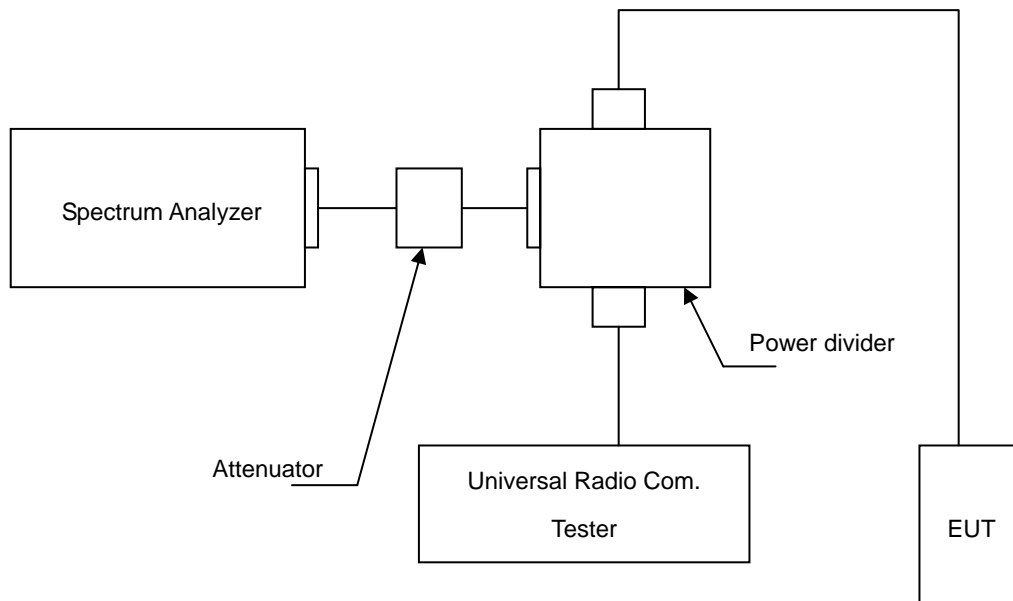 Spectrum Analyzer
Power divider
Attenuator
Universal Radio Com.
Tester
EUT